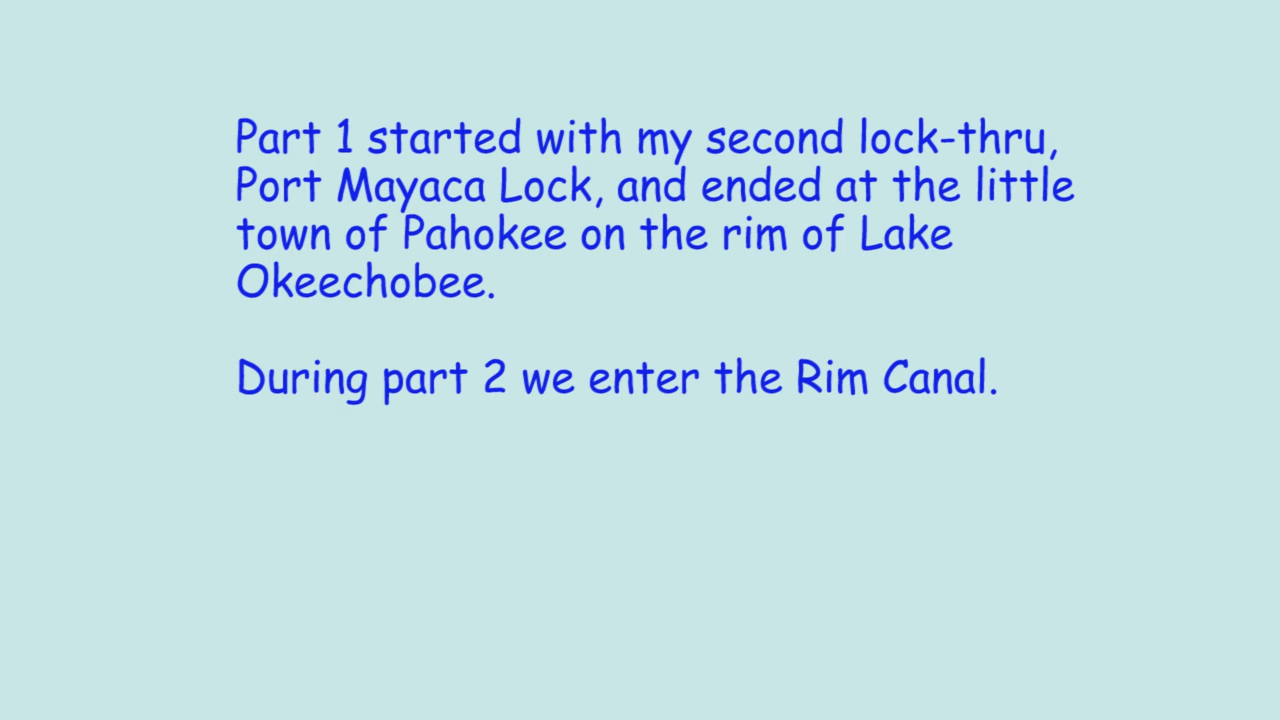 Part 1 started with my second lock-thru,
Port Mayaca Lock, and ended at the little
town of Pahokee on the rim of Lake
Okeechobee.
During part 2 we enter the Rim Canal.